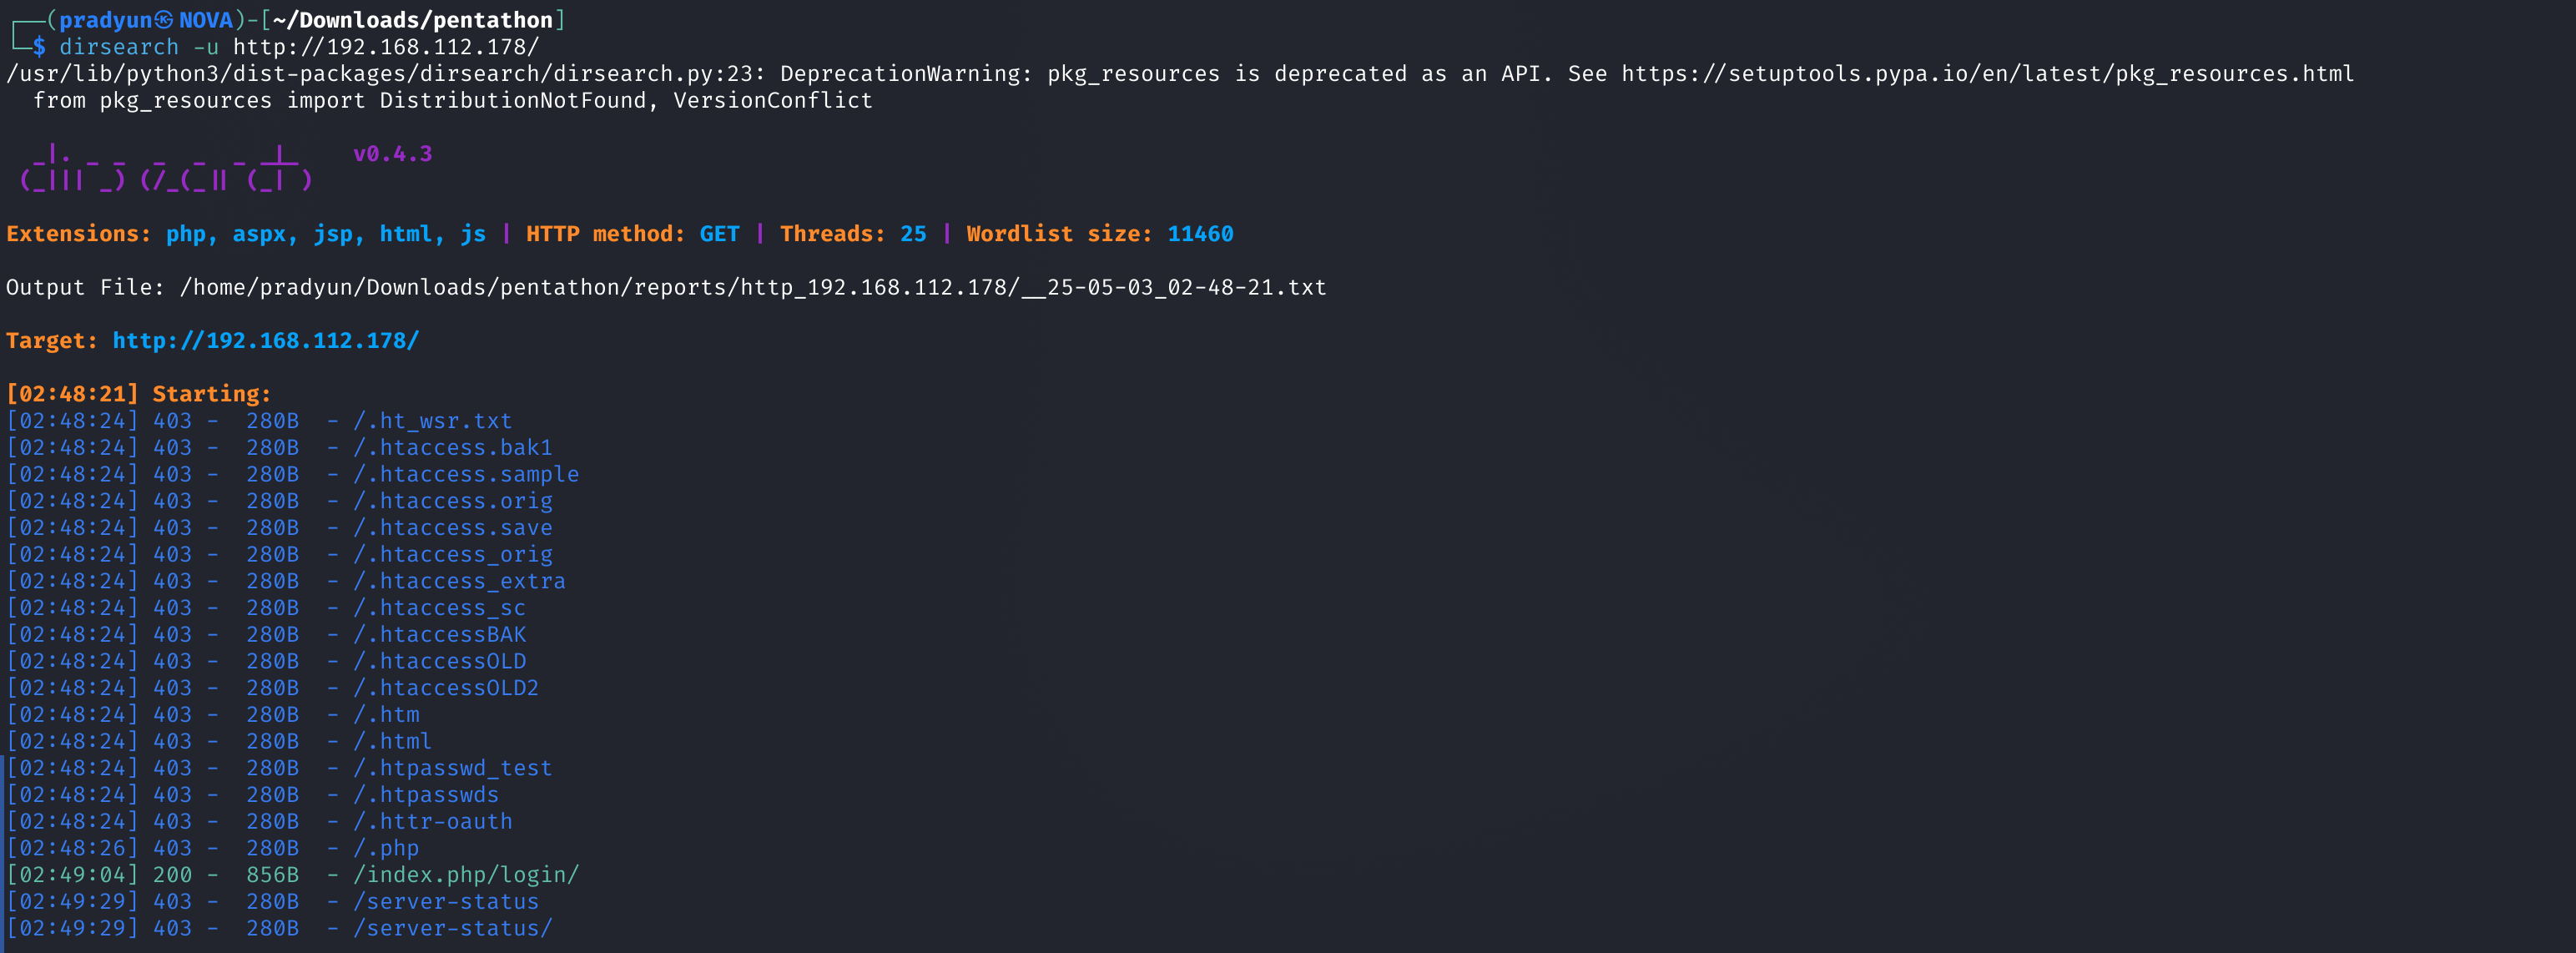 ┌──(pradyun㉿NOVA)-[~/Downloads/pentathon]
└─$ dirsearch -u http://192.168.112.178/
/usr/lib/python3/dist-packages/dirsearch/dirsearch.py:23: DeprecationWarning: pkg_resources is deprecated as an API. See https://setuptools.pypa.io/en/latest/pkg_resources.html
  from pkg_resources import DistributionNotFound, VersionConflict
  _|. _ _  _  _  _ _|_    v0.4.3
 (_||| _) (/_(_|| (_| )
Extensions: php, aspx, jsp, html, js | HTTP method: GET | Threads: 25 | Wordlist size: 11460
Output File: /home/pradyun/Downloads/pentathon/reports/http_192.168.112.178/__25-05-03_02-48-21.txt
Target: http://192.168.112.178/
[02:48:21] Starting:
[02:48:24] 403 -  280B  - /.ht_wsr.txt
[02:48:24] 403 -  280B  - /.htaccess.bak1
[02:48:24] 403 -  280B  - /.htaccess.sample
[02:48:24] 403 -  280B  - /.htaccess.orig
[02:48:24] 403 -  280B  - /.htaccess.save
[02:48:24] 403 -  280B  - /.htaccess_orig
[02:48:24] 403 -  280B  - /.htaccess_extra
[02:48:24] 403 -  280B  - /.htaccess_sc
[02:48:24] 403 -  280B  - /.htaccessBAK
[02:48:24] 403 -  280B  - /.htaccessOLD
[02:48:24] 403 -  280B  - /.htaccessOLD2
[02:48:24] 403 -  280B  - /.htm
[02:48:24] 403 -  280B  - /.html
[02:48:24] 403 -  280B  - /.htpasswd_test
[02:48:24] 403 -  280B  - /.htpasswds
[02:48:24] 403 -  280B  - /.httr-oauth
[02:48:26] 403 -  280B  - /.php
[02:49:04] 200 -  856B  - /index.php/login/
[02:49:29] 403 -  280B  - /server-status
[02:49:29] 403 -  280B  - /server-status/